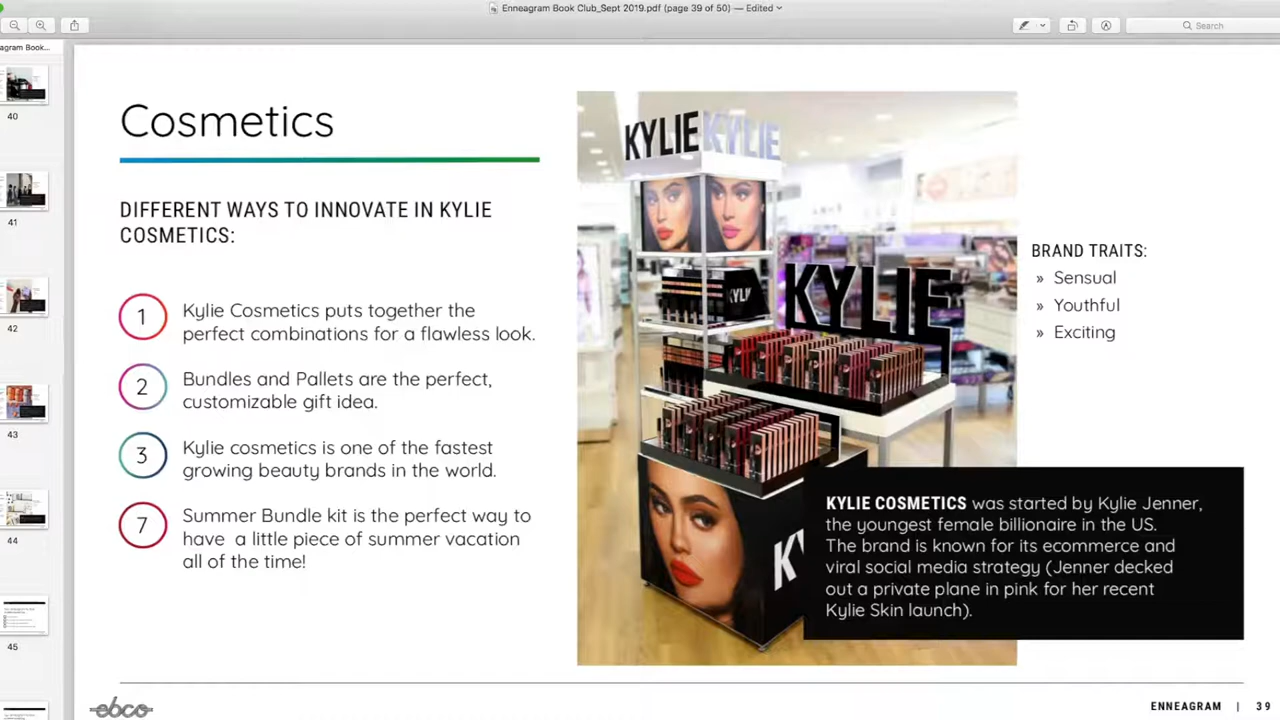 Enneagram Book Club_Sept 2019.pdf (page 39 of 50) — Edited
Search
agram Book...
40
41
42
43
44
45
Cosmetics
DIFFERENT WAYS TO INNOVATE IN KYLIE
COSMETICS:
1
Kylie Cosmetics puts together the
perfect combinations for a flawless look.
2
Bundles and Pallets are the perfect,
customizable gift idea.
3
Kylie cosmetics is one of the fastest
growing beauty brands in the world.
7
Summer Bundle kit is the perfect way to
have a little piece of summer vacation
all of the time!
KYLIE KYLIE
KYLIE
KYLIE
KY
BRAND TRAITS:
» Sensual
» Youthful
» Exciting
KYLIE COSMETICS was started by Kylie Jenner,
the youngest female billionaire in the US.
The brand is known for its ecommerce and
viral social media strategy (Jenner decked
out a private plane in pink for her recent
Kylie Skin launch).
ebco
ENNEAGRAM | 39